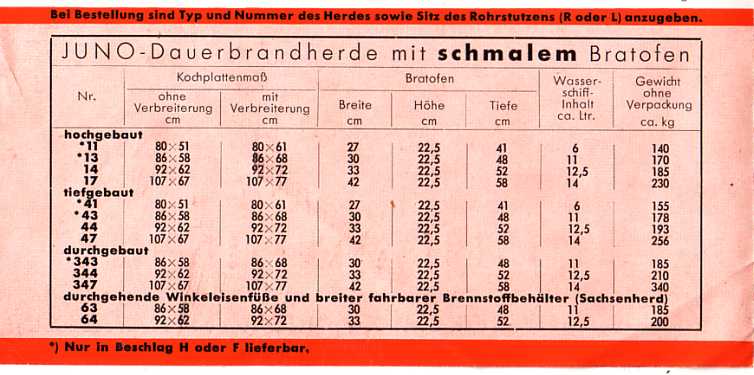 Bei Bestellung sind Typ und Nummer des Herdes sowie Sitz des Rohrstutzens (R oder L) anzugeben.
JUNO-Dauerbrandherde mit schmalem Bratofen
Nr. Kochplattenmaß Bratofen Wasser-schiff-Inhalt ca. Ltr. Gewicht ohne Verpackung ca. kg
ohne Verbreiterung cm mit Verbreiterung cm Breite cm Höhe cm Tiefe cm
hochgebaut
*11 80×51 80×61 27 22,5 41 6 140
*13 86×58 86×68 30 22,5 48 11 170
14 92×62 92×72 33 22,5 52 12,5 185
17 107×67 107×77 42 22,5 58 14 230
tiefgebaut
*41 80×51 80×61 27 22,5 41 6 155
*43 86×58 86×68 30 22,5 48 11 178
44 92×62 92×72 33 22,5 52 12,5 193
47 107×67 107×77 42 22,5 58 14 256
durchgebaut
*343 86×58 86×68 30 22,5 48 11 185
344 92×62 92×72 33 22,5 52 12,5 210
347 107×67 107×77 42 22,5 58 14 340
durchgehende Winkeleisenfüße und breiter fahrbarer Brennstoffbehälter (Sachsenherd)
63 86×58 86×68 30 22,5 48 11 185
64 92×62 92×72 33 22,5 52 12,5 200
*) Nur in Beschlag H oder F lieferbar.